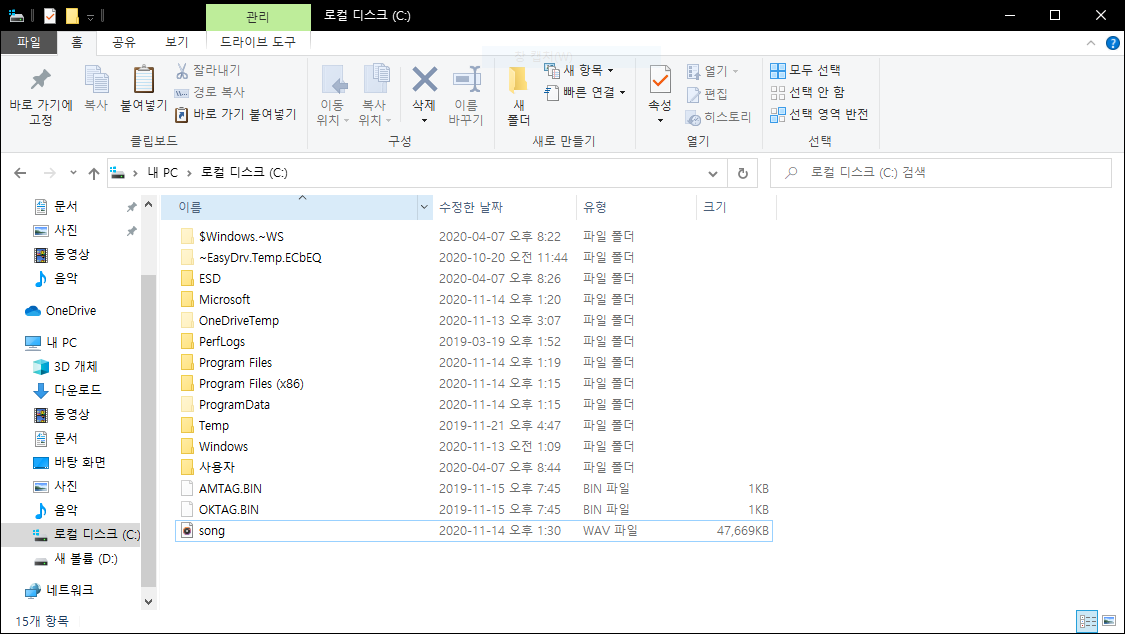 관리
로컬 디스크 (C:)
파일 홈 공유 보기 드라이브 도구
바로 가기에 고정
복사
붙여넣기
잘라내기
경로 복사
바로 가기 붙여넣기
클립보드
이동 위치
복사 위치
삭제
이름 바꾸기
구성
새 폴더
새 항목
빠른 연결
새로 만들기
속성
열기
편집
히스토리
열기
모두 선택
선택 안 함
선택 영역 반전
선택
내 PC 로컬 디스크 (C:)
로컬 디스크 (C:) 검색
문서
사진
동영상
음악
OneDrive
내 PC
3D 개체
다운로드
동영상
문서
바탕 화면
사진
음악
로컬 디스크 (C:)
새 볼륨 (D:)
네트워크
이름 수정한 날짜 유형 크기
$Windows.~WS 2020-04-07 오후 8:22 파일 폴더
~EasyDrv.Temp.ECbEQ 2020-10-20 오전 11:44 파일 폴더
ESD 2020-04-07 오후 8:26 파일 폴더
Microsoft 2020-11-14 오후 1:20 파일 폴더
OneDriveTemp 2020-11-13 오후 3:07 파일 폴더
PerfLogs 2019-03-19 오후 1:52 파일 폴더
Program Files 2020-11-14 오후 1:19 파일 폴더
Program Files (x86) 2020-11-14 오후 1:15 파일 폴더
ProgramData 2020-11-14 오후 1:15 파일 폴더
Temp 2019-11-21 오후 4:47 파일 폴더
Windows 2020-11-13 오전 1:09 파일 폴더
사용자 2020-04-07 오후 8:44 파일 폴더
AMTAG.BIN 2019-11-15 오후 7:45 BIN 파일 1KB
OKTAG.BIN 2019-11-15 오후 7:45 BIN 파일 1KB
song 2020-11-14 오후 1:30 WAV 파일 47,669KB
15개 항목